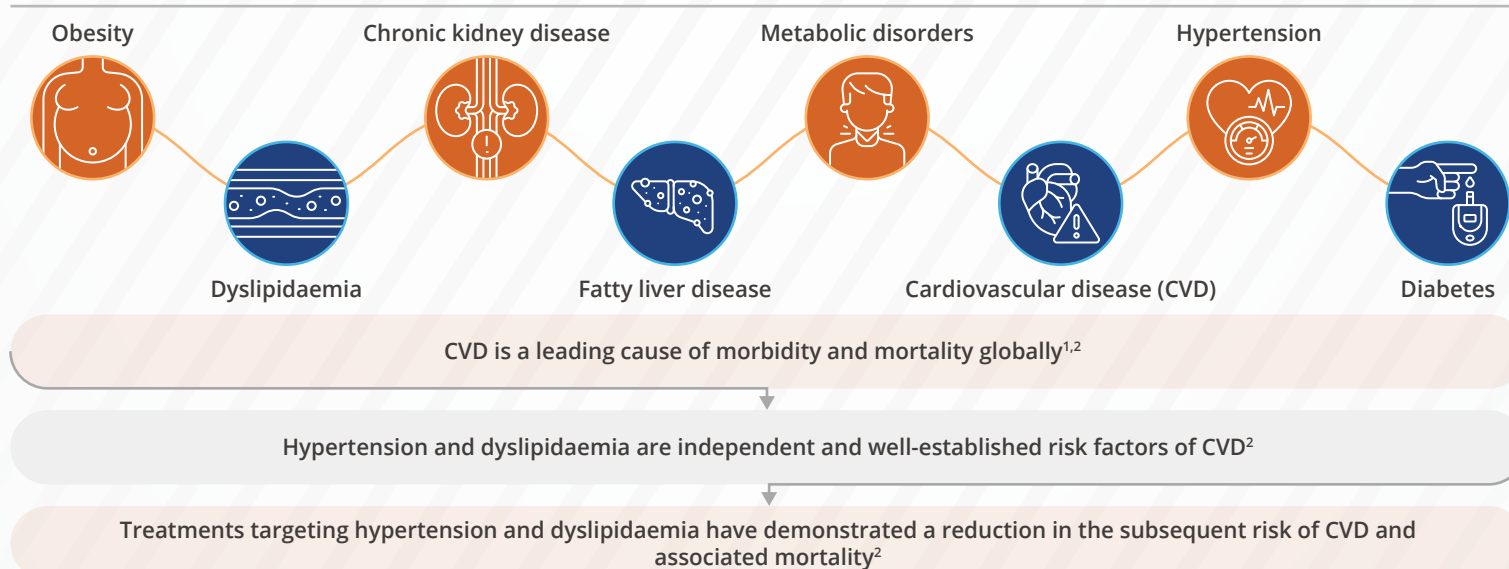 Obesity
Chronic kidney disease
Metabolic disorders
Hypertension
Dyslipidaemia
Fatty liver disease
Cardiovascular disease (CVD)
Diabetes
CVD is a leading cause of morbidity and mortality globally1,2
Hypertension and dyslipidaemia are independent and well-established risk factors of CVD2
Treatments targeting hypertension and dyslipidaemia have demonstrated a reduction in the subsequent risk of CVD and
associated mortality2